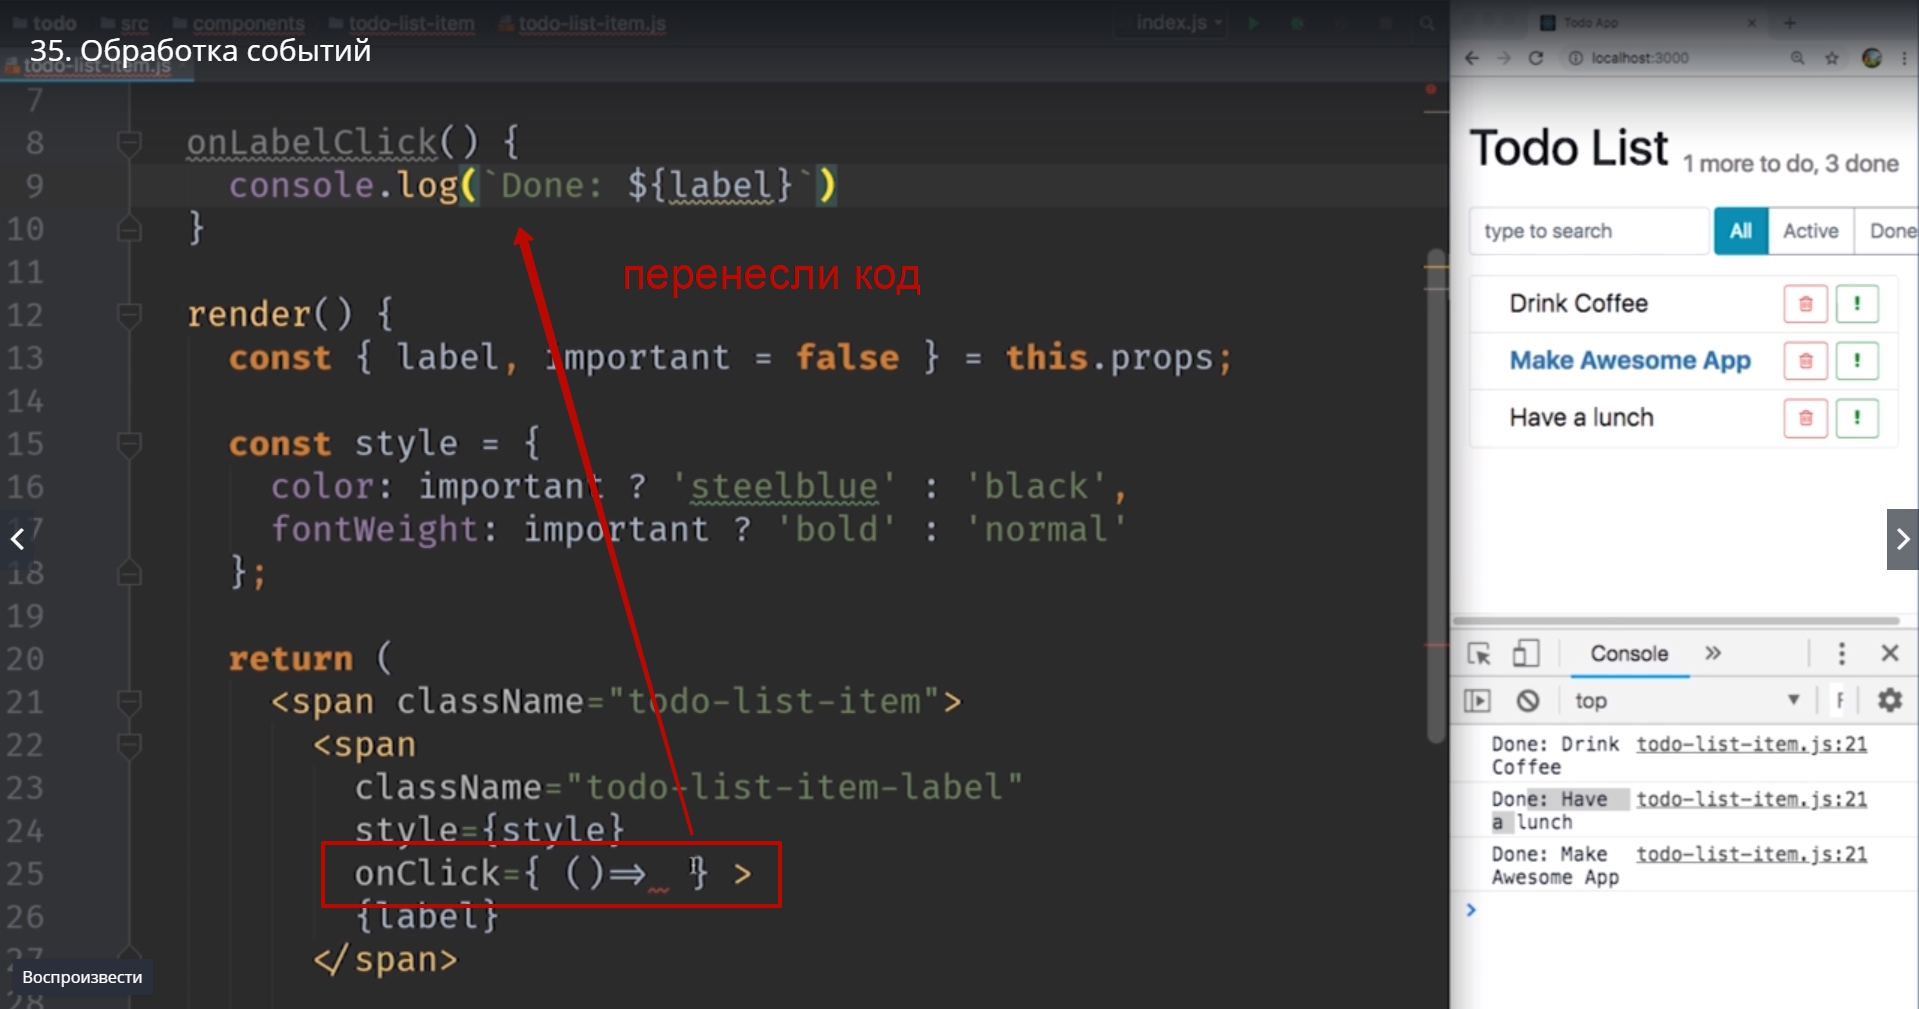 todo src components todo-list-item todo-list-item.js index.js
35. Обработка событий
todo-list-item.js
7
8 onLabelClick() {
9 console.log(`Done: ${label}`)
10 }
11
12 render() {
13 const { label, important = false } = this.props;
14
15 const style = {
16 color: important ? 'steelblue' : 'black',
17 fontWeight: important ? 'bold' : 'normal'
18 };
19
20 return (
21 <span className="todo-list-item">
22 <span
23 className="todo-list-item-label"
24 style={style}
25 onClick={ ()=> } >
26 {label}
27 </span>
28
перенесли код
Воспроизвести
Todo App
localhost:3000
Todo List 1 more to do, 3 done
type to search All Active Done
Drink Coffee
Make Awesome App
Have a lunch
Console
top
Done: Drink todo-list-item.js:21
Coffee
Done: Have todo-list-item.js:21
a lunch
Done: Make todo-list-item.js:21
Awesome App